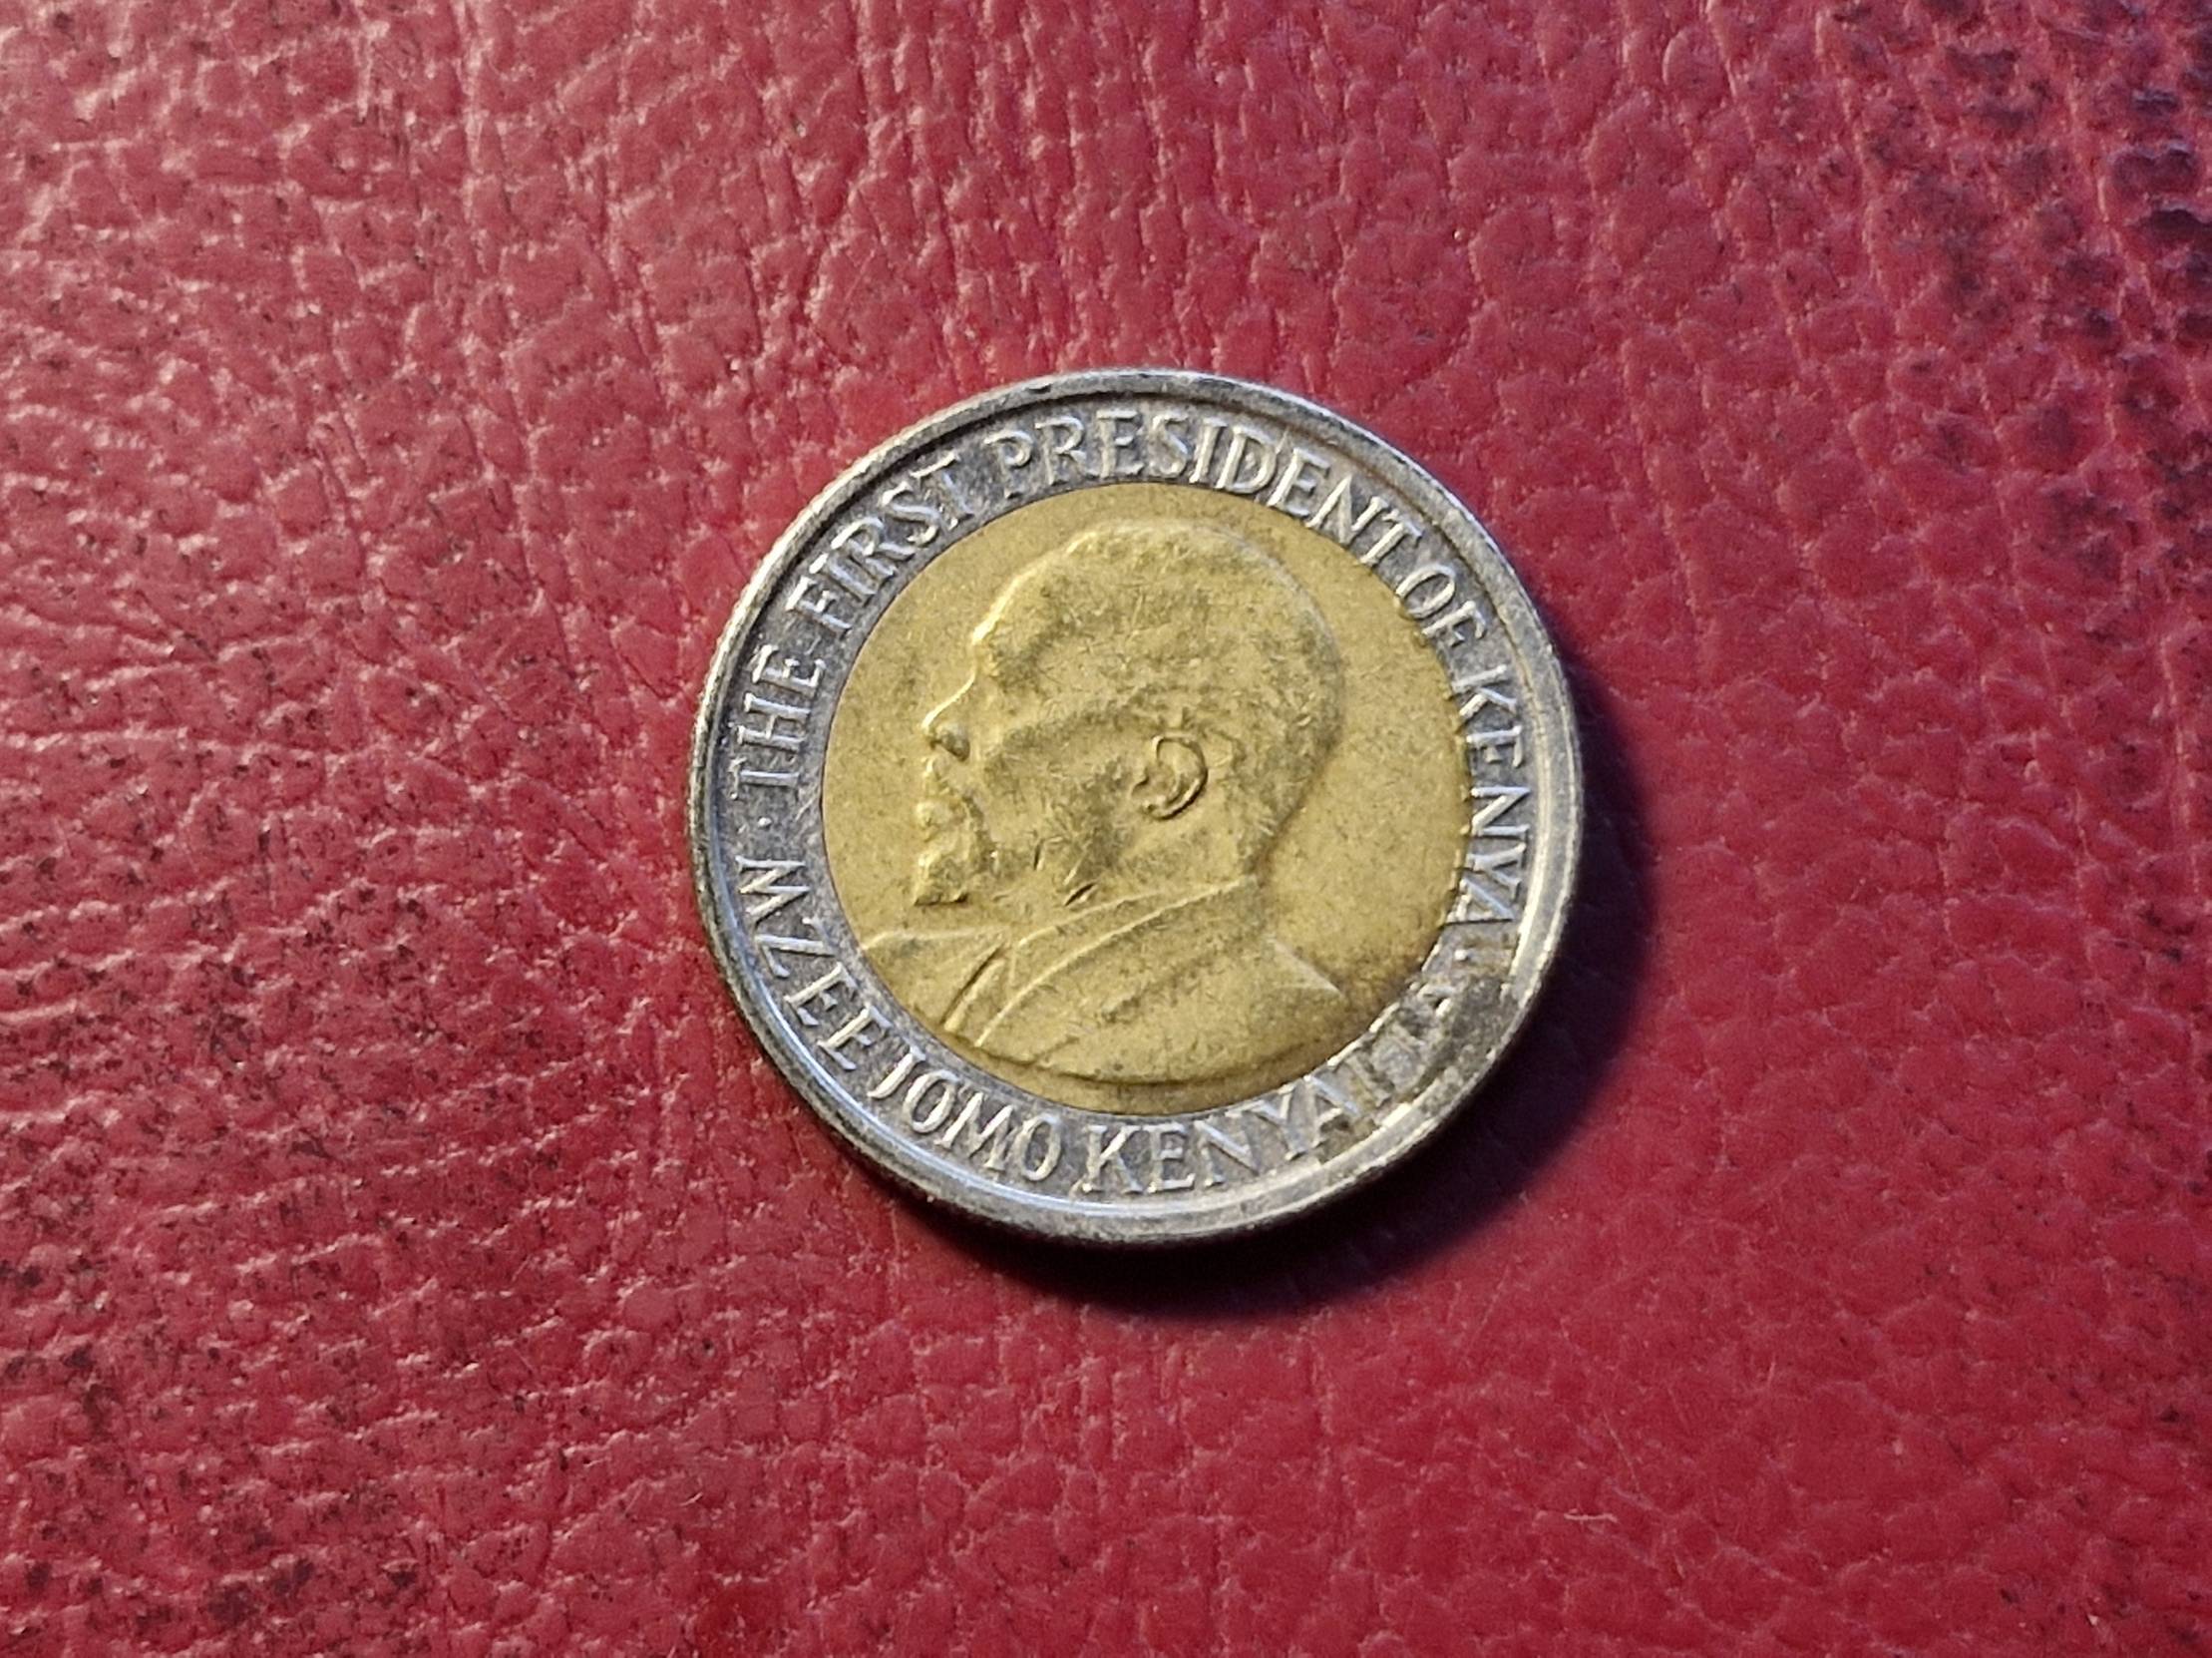 THE FIRST PRESIDENT OF KENYA.
MZEE JOMO KENYATTA